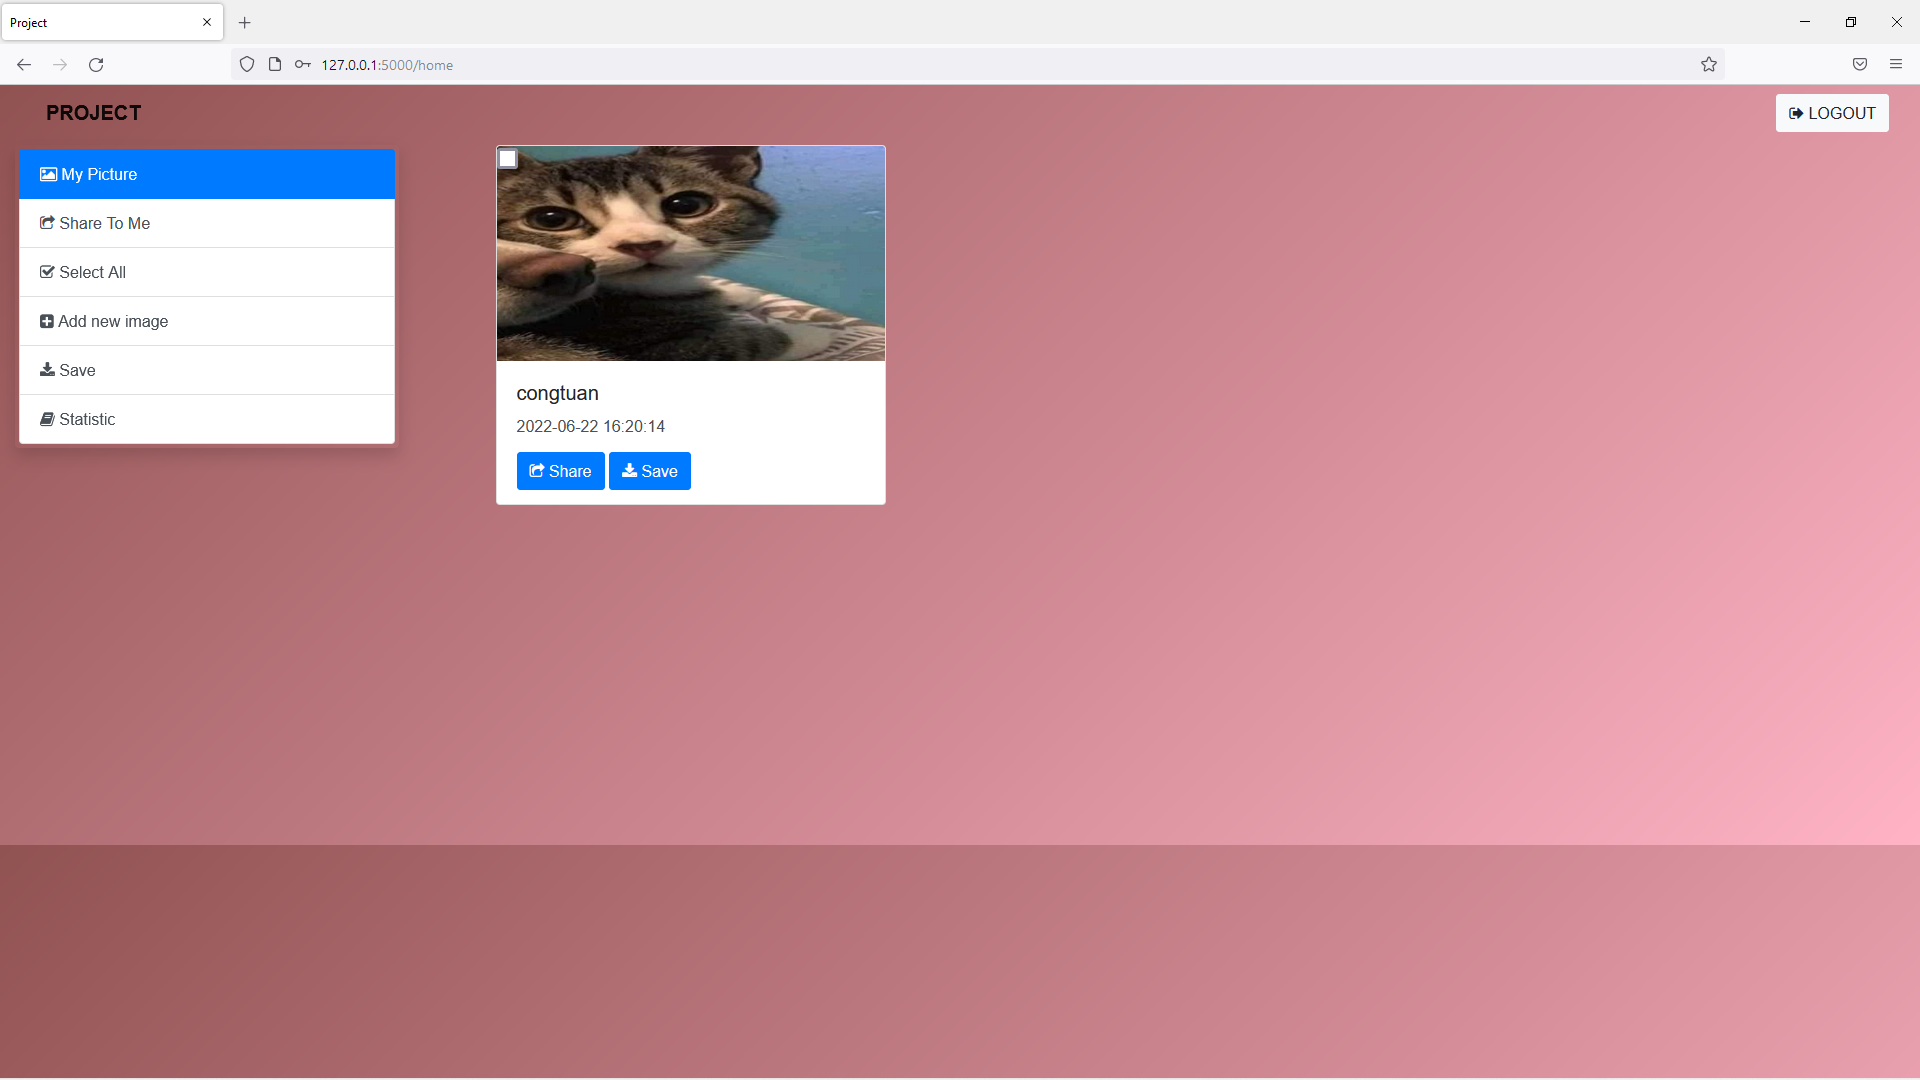 Project
127.0.0.1:5000/home
PROJECT
LOGOUT
My Picture
Share To Me
Select All
Add new image
Save
Statistic
congtuan
2022-06-22 16:20:14
Share Save